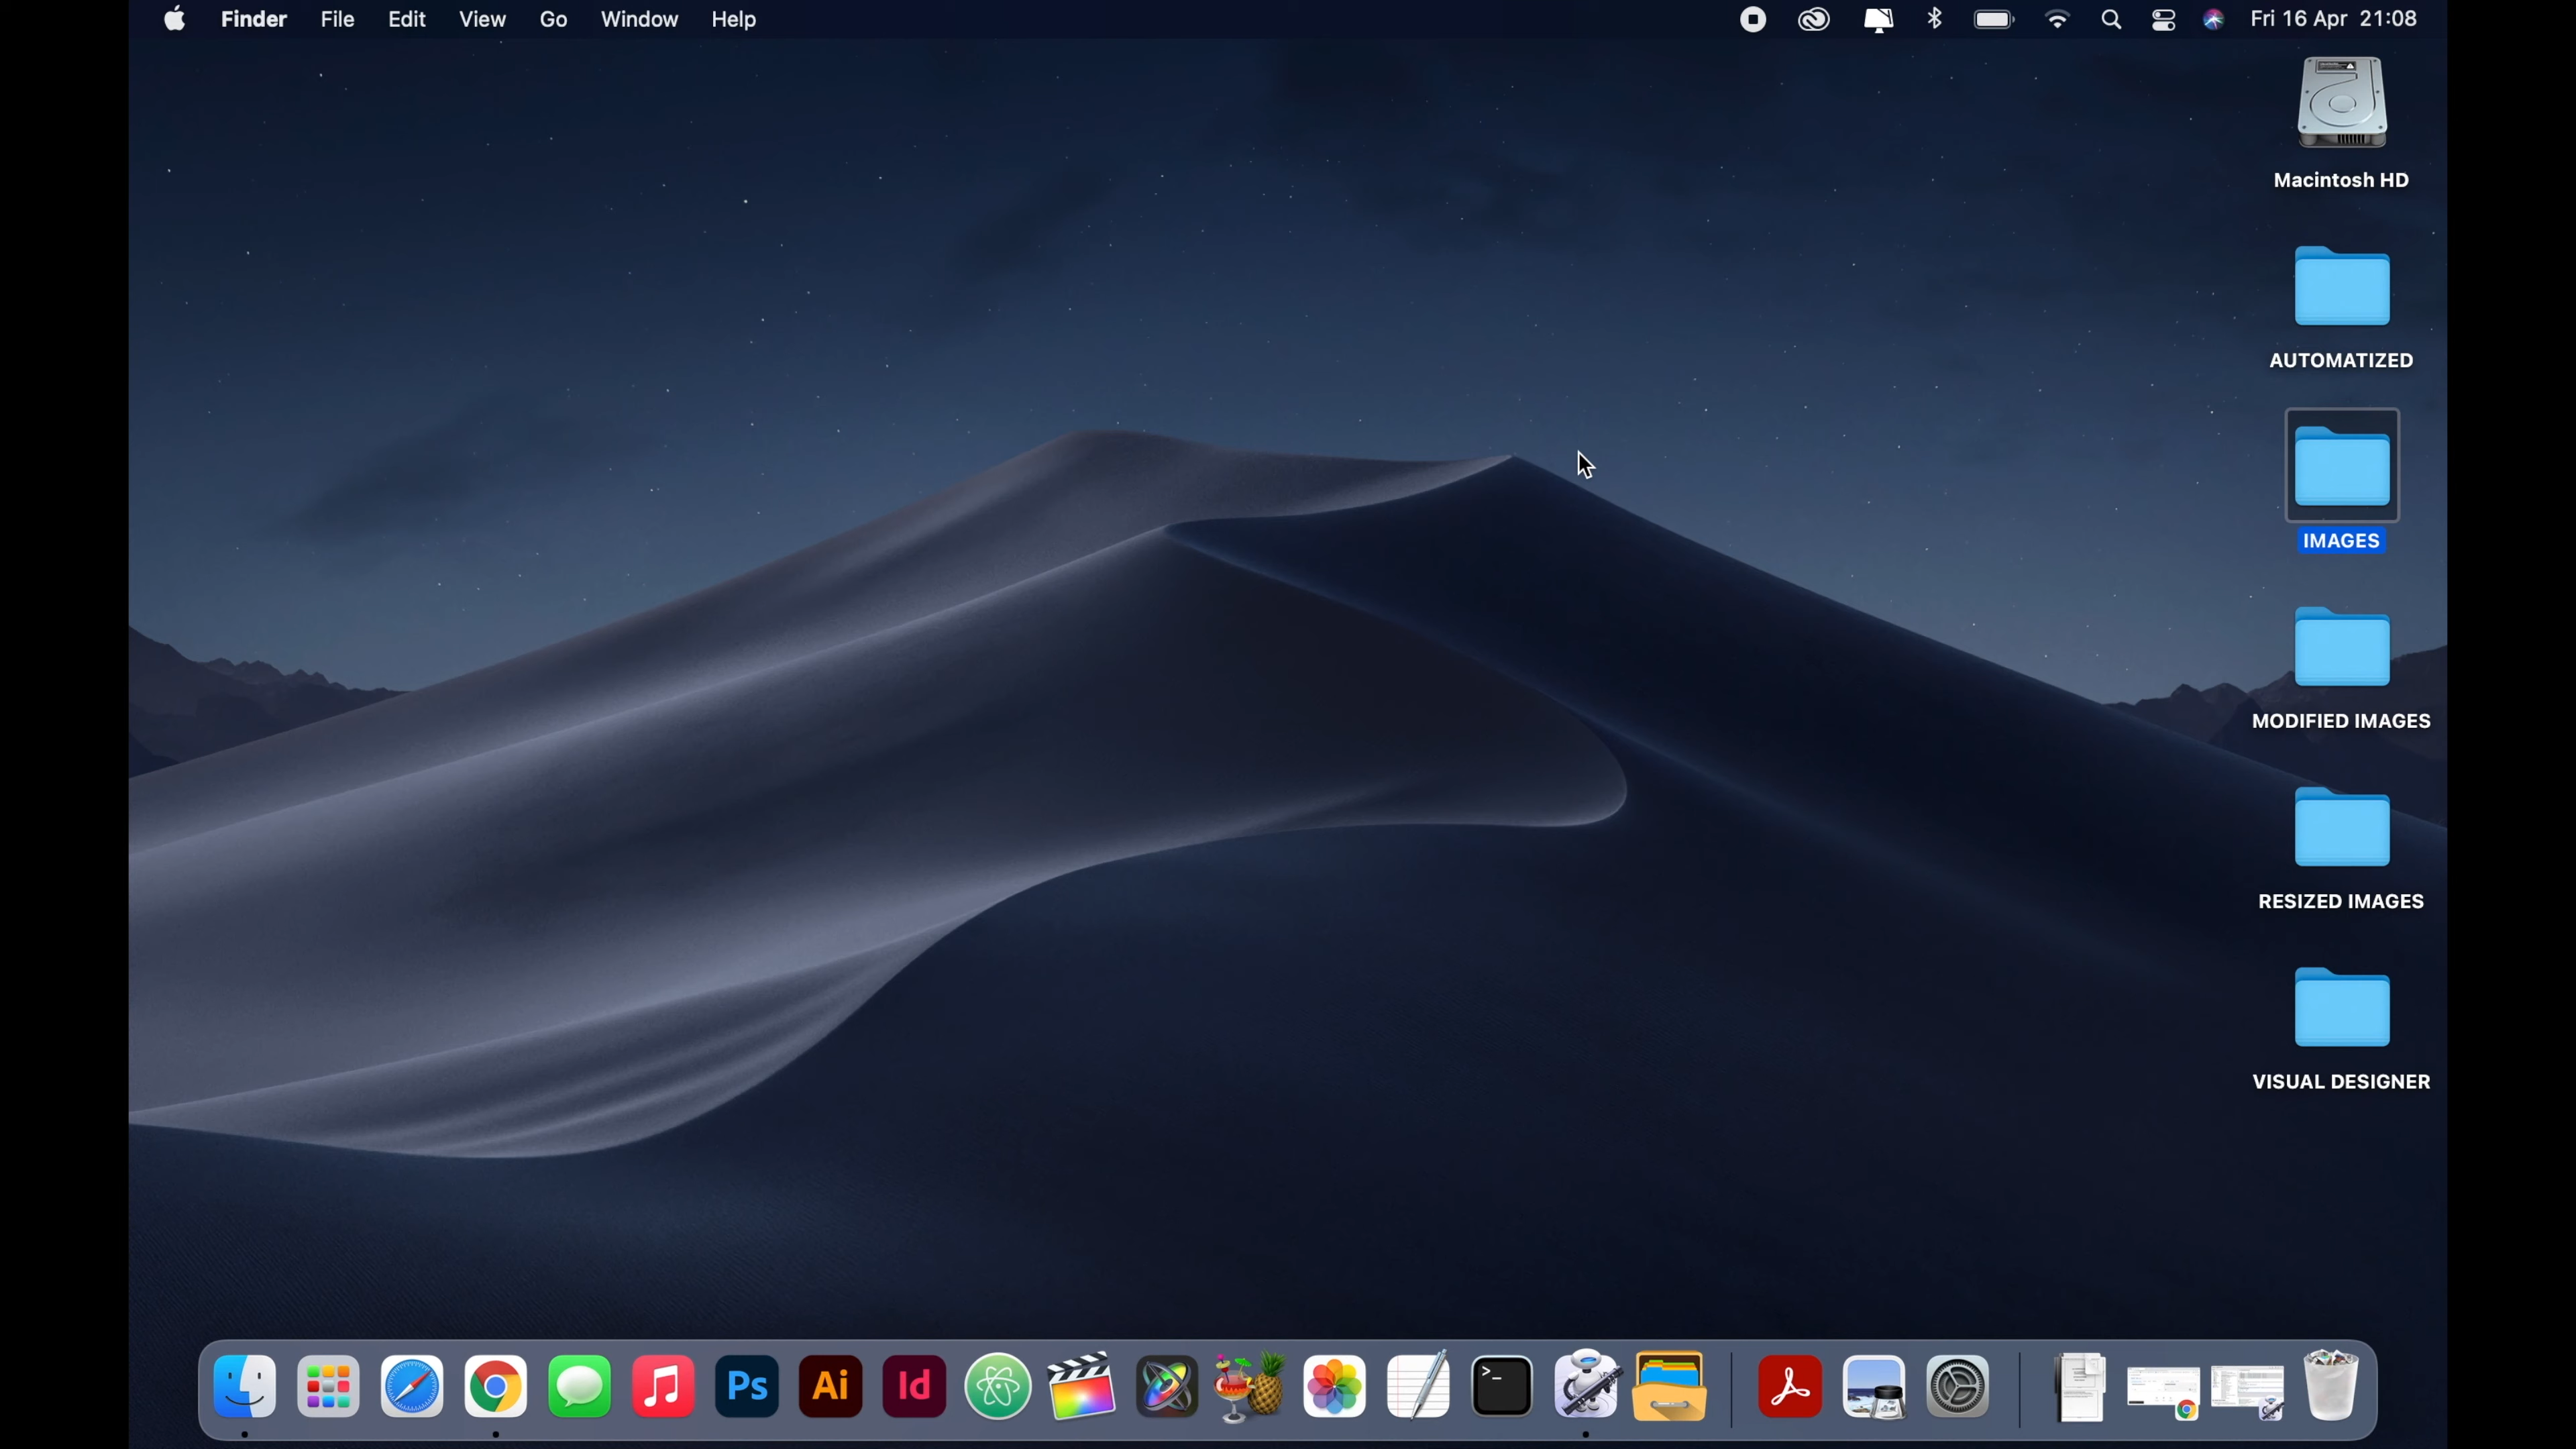 Finder File Edit View Go Window Help Fri 16 Apr 21:08
Macintosh HD
AUTOMATIZED
IMAGES
MODIFIED IMAGES
RESIZED IMAGES
VISUAL DESIGNER
Ps Ai Id >_